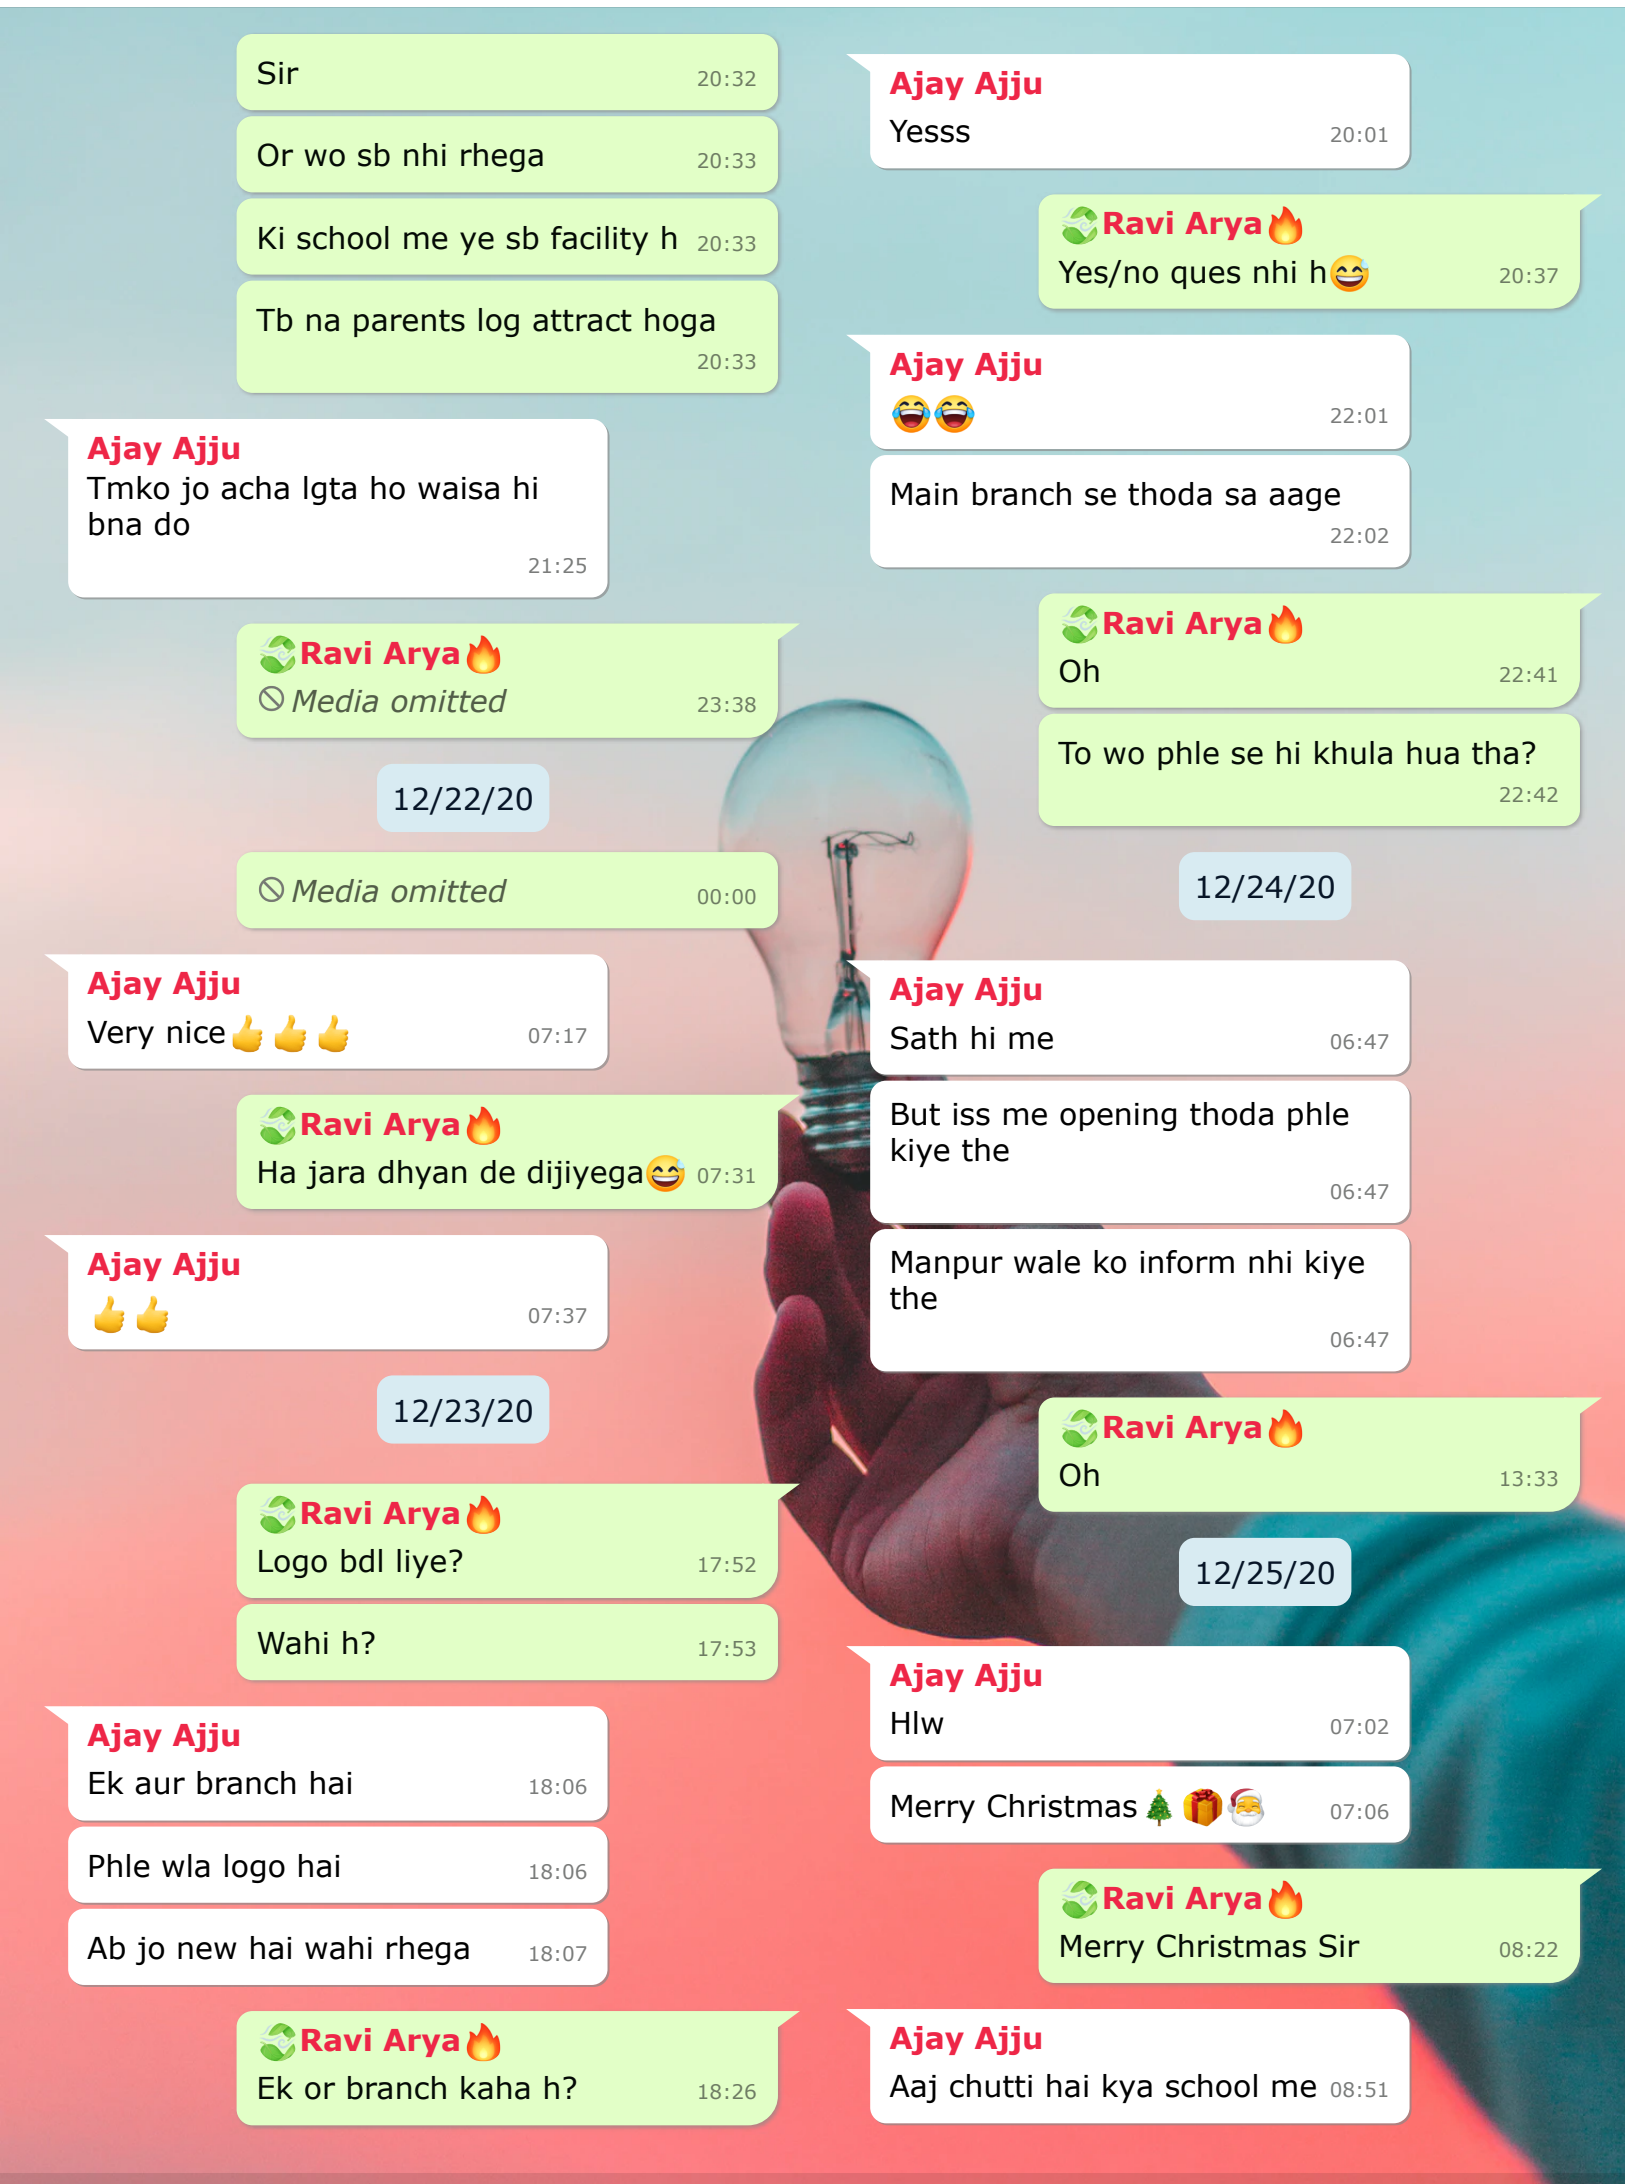 Sir
20:32
Or wo sb nhi rhega
20:33
Ki school me ye sb facility h
20:33
Tb na parents log attract hoga
20:33
Ajay Ajju
Tmko jo acha lgta ho waisa hi
bna do
21:25
Ravi Arya🔥
Media omitted
23:38
12/22/20
Media omitted
00:00
Ajay Ajju
Very nice👍👍👍
07:17
Ravi Arya🔥
Ha jara dhyan de dijiyega😅
07:31
Ajay Ajju
👍👍
07:37
12/23/20
Ravi Arya🔥
Logo bdl liye?
17:52
Wahi h?
17:53
Ajay Ajju
Ek aur branch hai
18:06
Phle wla logo hai
18:06
Ab jo new hai wahi rhega
18:07
Ravi Arya🔥
Ek or branch kaha h?
18:26
Ajay Ajju
Yesss
20:01
Ravi Arya🔥
Yes/no ques nhi h😅
20:37
Ajay Ajju
😂😂
22:01
Main branch se thoda sa aage
22:02
Ravi Arya🔥
Oh
22:41
To wo phle se hi khula hua tha?
22:42
12/24/20
Ajay Ajju
Sath hi me
06:47
But iss me opening thoda phle
kiye the
06:47
Manpur wale ko inform nhi kiye
the
06:47
Ravi Arya🔥
Oh
13:33
12/25/20
Ajay Ajju
Hlw
07:02
Merry Christmas🎄🎁🎅
07:06
Ravi Arya🔥
Merry Christmas Sir
08:22
Ajay Ajju
Aaj chutti hai kya school me
08:51